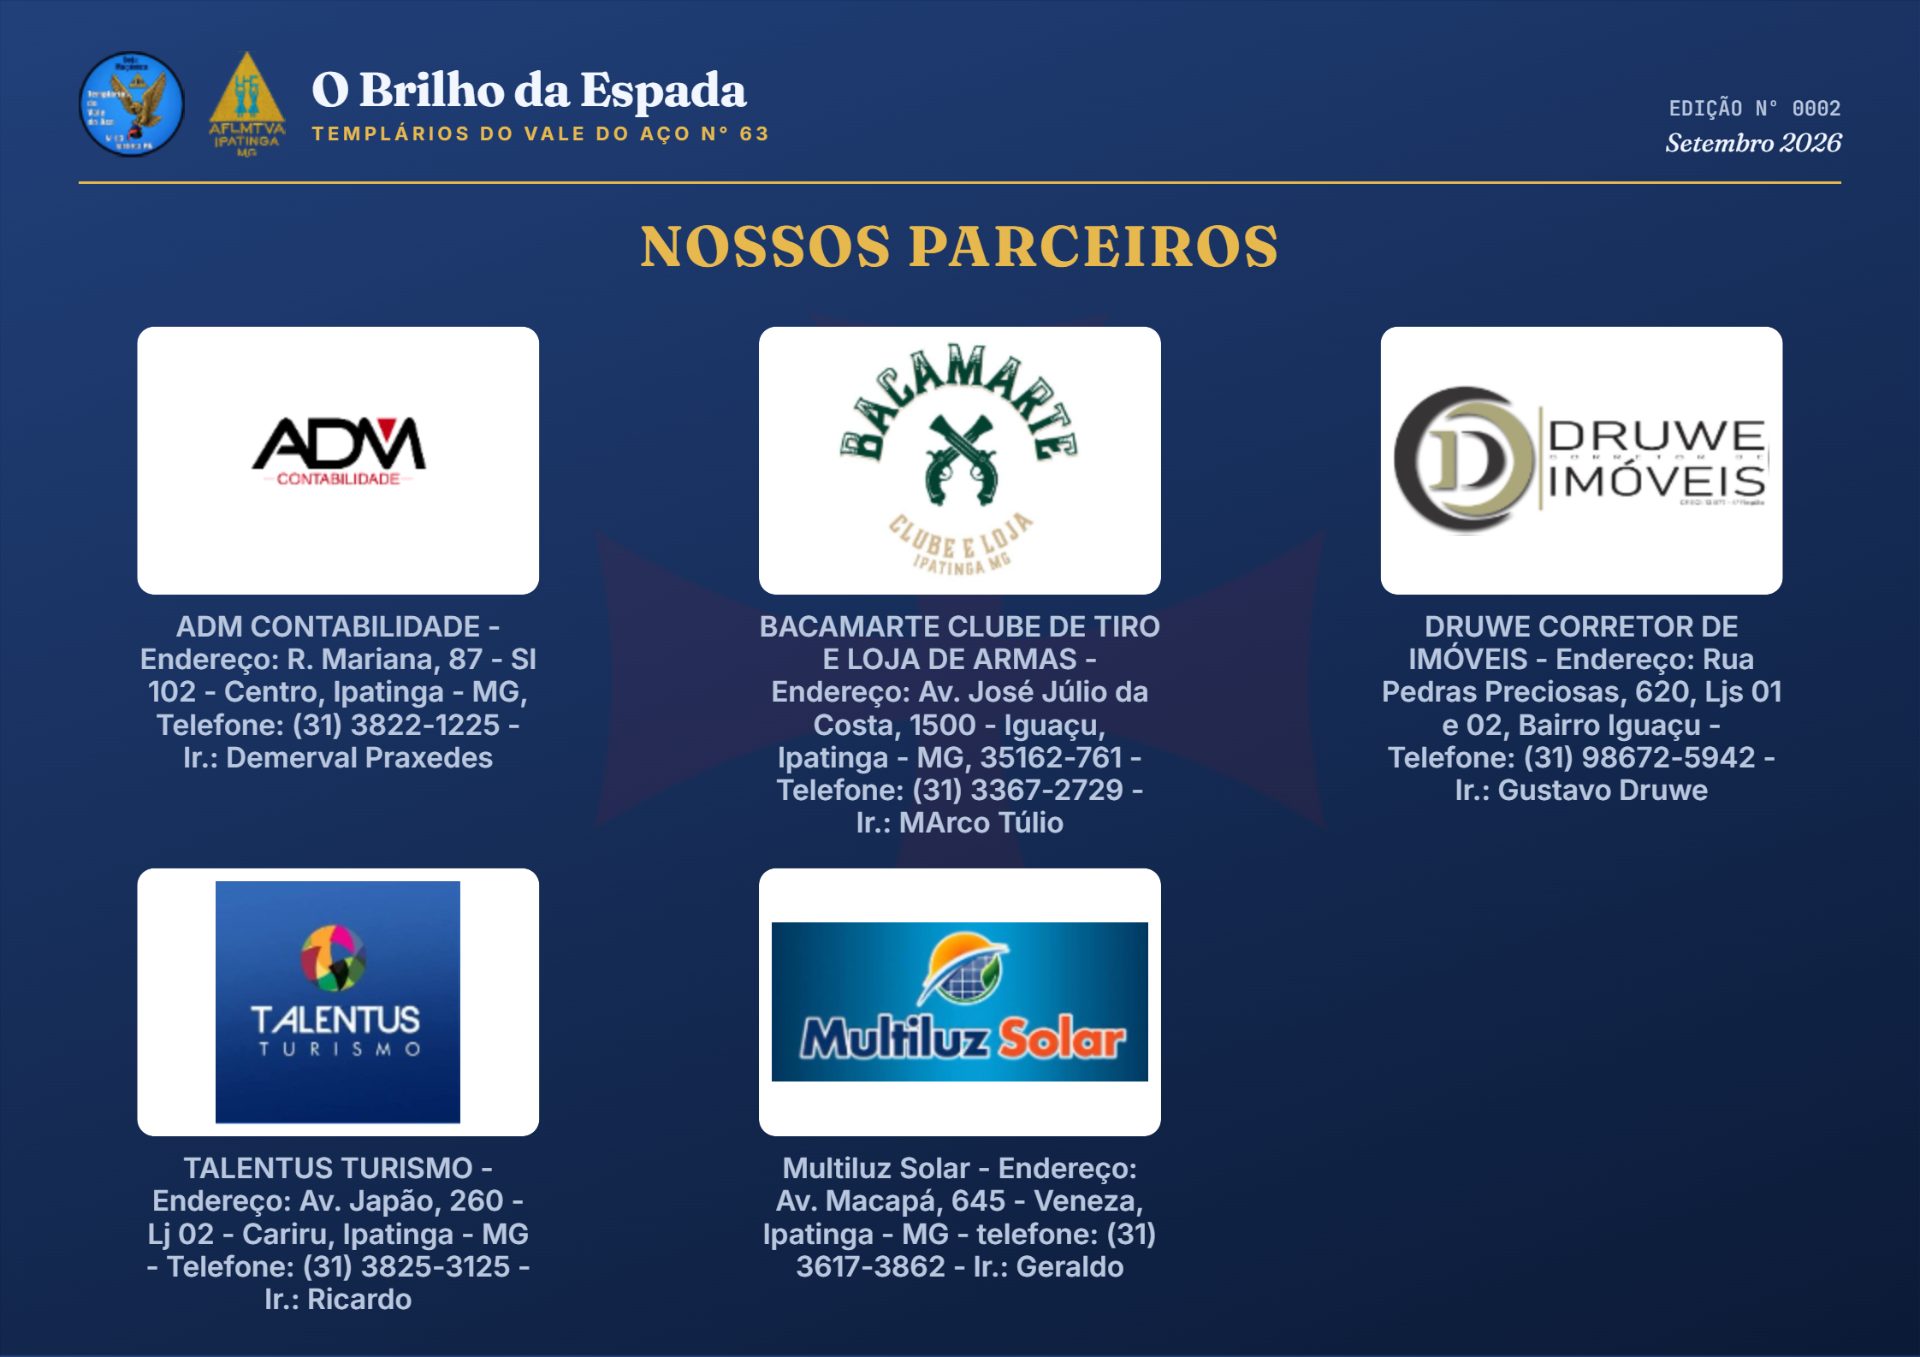 O Brilho da Espada
TEMPLÁRIOS DO VALE DO AÇO Nº 63
AFLMTVA
IPATINGA
MG
EDIÇÃO Nº 0002
Setembro 2026
NOSSOS PARCEIROS
ADM
CONTABILIDADE
BACAMARTE
CLUBE E LOJA
IPATINGA MG
DRUWE
CORRETOR DE
IMÓVEIS
ADM CONTABILIDADE -
Endereço: R. Mariana, 87 - Sl
102 - Centro, Ipatinga - MG,
Telefone: (31) 3822-1225 -
Ir.: Demerval Praxedes
BACAMARTE CLUBE DE TIRO
E LOJA DE ARMAS -
Endereço: Av. José Júlio da
Costa, 1500 - Iguaçu,
Ipatinga - MG, 35162-761 -
Telefone: (31) 3367-2729 -
Ir.: MArco Túlio
DRUWE CORRETOR DE
IMÓVEIS - Endereço: Rua
Pedras Preciosas, 620, Ljs 01
e 02, Bairro Iguaçu -
Telefone: (31) 98672-5942 -
Ir.: Gustavo Druwe
TALENTUS
TURISMO
Multiluz Solar
TALENTUS TURISMO -
Endereço: Av. Japão, 260 -
Lj 02 - Cariru, Ipatinga - MG
- Telefone: (31) 3825-3125 -
Ir.: Ricardo
Multiluz Solar - Endereço:
Av. Macapá, 645 - Veneza,
Ipatinga - MG - telefone: (31)
3617-3862 - Ir.: Geraldo